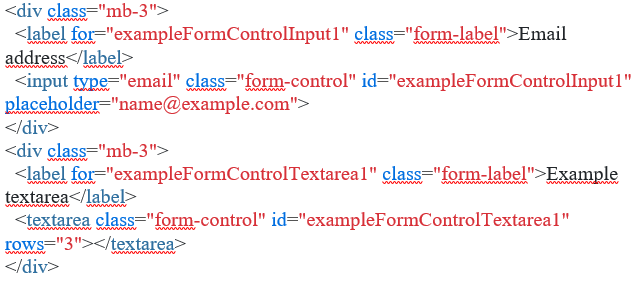 <div class="mb-3">
  <label for="exampleFormControlInput1" class="form-label">Email
address</label>
  <input type="email" class="form-control" id="exampleFormControlInput1"
placeholder="name@example.com">
</div>
<div class="mb-3">
  <label for="exampleFormControlTextarea1" class="form-label">Example
textarea</label>
  <textarea class="form-control" id="exampleFormControlTextarea1"
rows="3"></textarea>
</div>